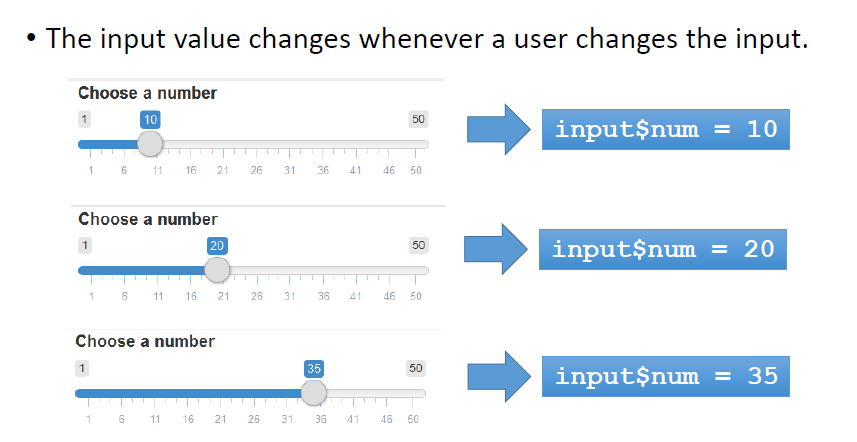 • The input value changes whenever a user changes the input.
Choose a number
1 10 50
1 6 11 16 21 26 31 36 41 46 50
input$num = 10
Choose a number
1 20 50
1 6 11 16 21 26 31 36 41 46 50
input$num = 20
Choose a number
1 35 50
1 6 11 16 21 26 31 36 41 46 50
input$num = 35